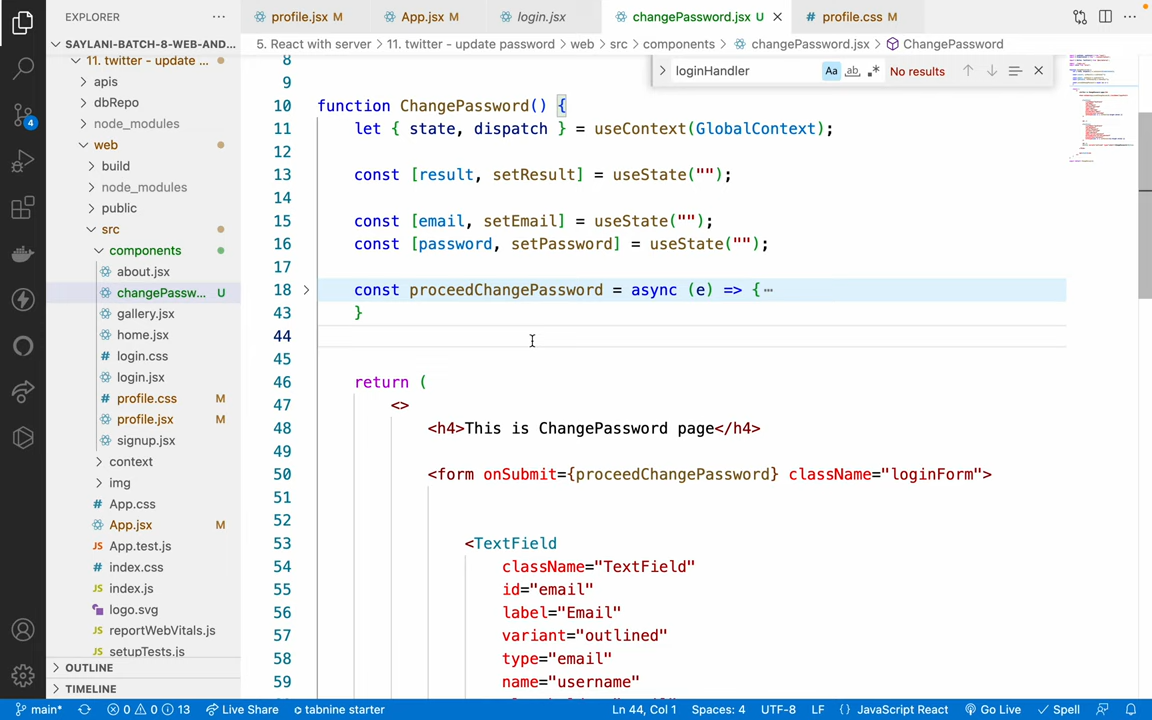 EXPLORER
profile.jsx M
App.jsx M
login.jsx
changePassword.jsx U
profile.css M
SAYLANI-BATCH-8-WEB-AND...
5. React with server > 11. twitter - update password > web > src > components > changePassword.jsx > ChangePassword
11. twitter - update ...
apis
dbRepo
node_modules
web
build
node_modules
public
src
components
about.jsx
changePassw... U
gallery.jsx
home.jsx
login.css
login.jsx
profile.css M
profile.jsx M
signup.jsx
context
img
App.css
App.jsx M
JS App.test.js
# index.css
JS index.js
logo.svg
JS reportWebVitals.js
JS setupTests.js
OUTLINE
TIMELINE
4
loginHandler Aa ab No results
8
9
10 function ChangePassword() {
11 let { state, dispatch } = useContext(GlobalContext);
12
13 const [result, setResult] = useState("");
14
15 const [email, setEmail] = useState("");
16 const [password, setPassword] = useState("");
17
18 const proceedChangePassword = async (e) => {⋯
43 }
44
45
46 return (
47 <>
48 <h4>This is ChangePassword page</h4>
49
50 <form onSubmit={proceedChangePassword} className="loginForm">
51
52
53 <TextField
54 className="TextField"
55 id="email"
56 label="Email"
57 variant="outlined"
58 type="email"
59 name="username"
main* 0 0 13 Live Share tabnine starter Ln 44, Col 1 Spaces: 4 UTF-8 LF {} JavaScript React Go Live Spell